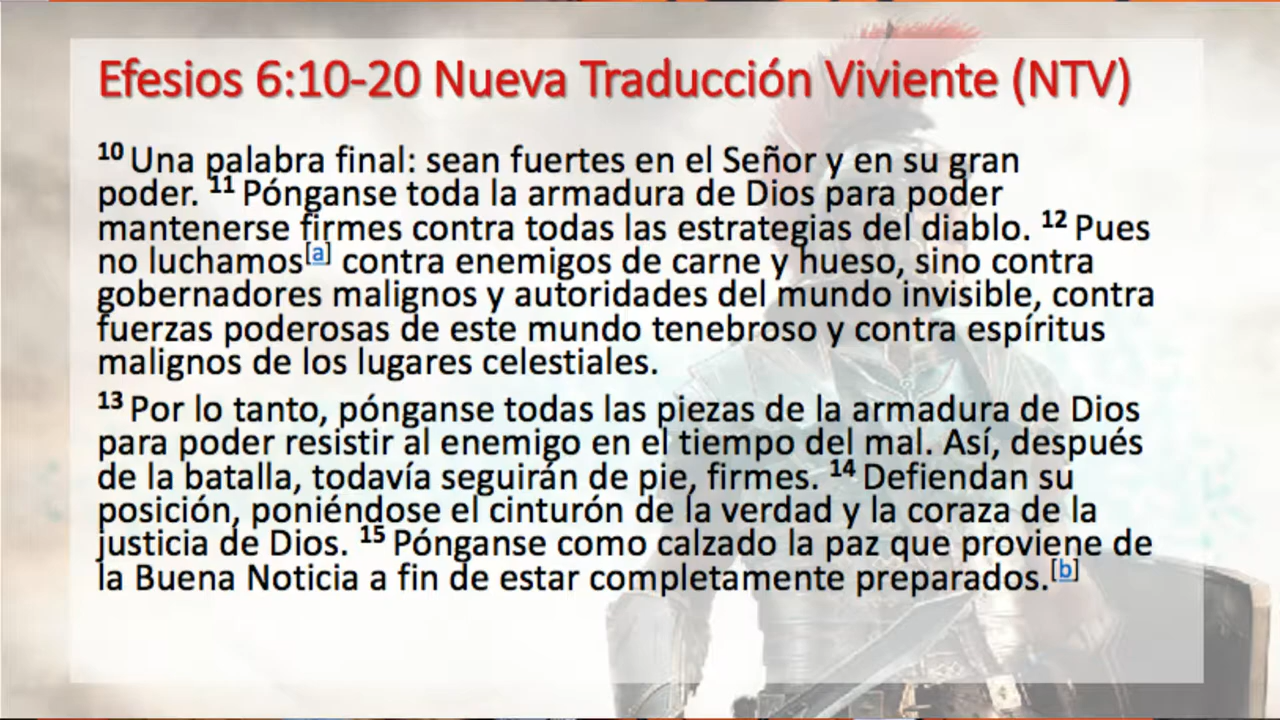 Efesios 6:10-20 Nueva Traducción Viviente (NTV)
10 Una palabra final: sean fuertes en el Señor y en su gran
poder. 11 Pónganse toda la armadura de Dios para poder
mantenerse firmes contra todas las estrategias del diablo. 12 Pues
no luchamos[a] contra enemigos de carne y hueso, sino contra
gobernadores malignos y autoridades del mundo invisible, contra
fuerzas poderosas de este mundo tenebroso y contra espíritus
malignos de los lugares celestiales.
13 Por lo tanto, pónganse todas las piezas de la armadura de Dios
para poder resistir al enemigo en el tiempo del mal. Así, después
de la batalla, todavía seguirán de pie, firmes. 14 Defiendan su
posición, poniéndose el cinturón de la verdad y la coraza de la
justicia de Dios. 15 Pónganse como calzado la paz que proviene de
la Buena Noticia a fin de estar completamente preparados.[b]